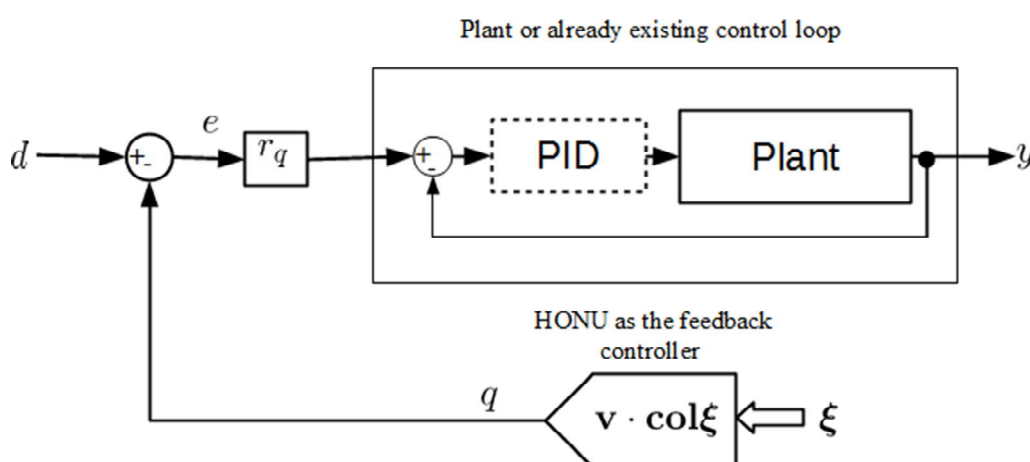 Plant or already existing control loop
d
+
-
e
r_q
+
-
PID
Plant
y
HONU as the feedback
controller
q
v · colξ
ξ